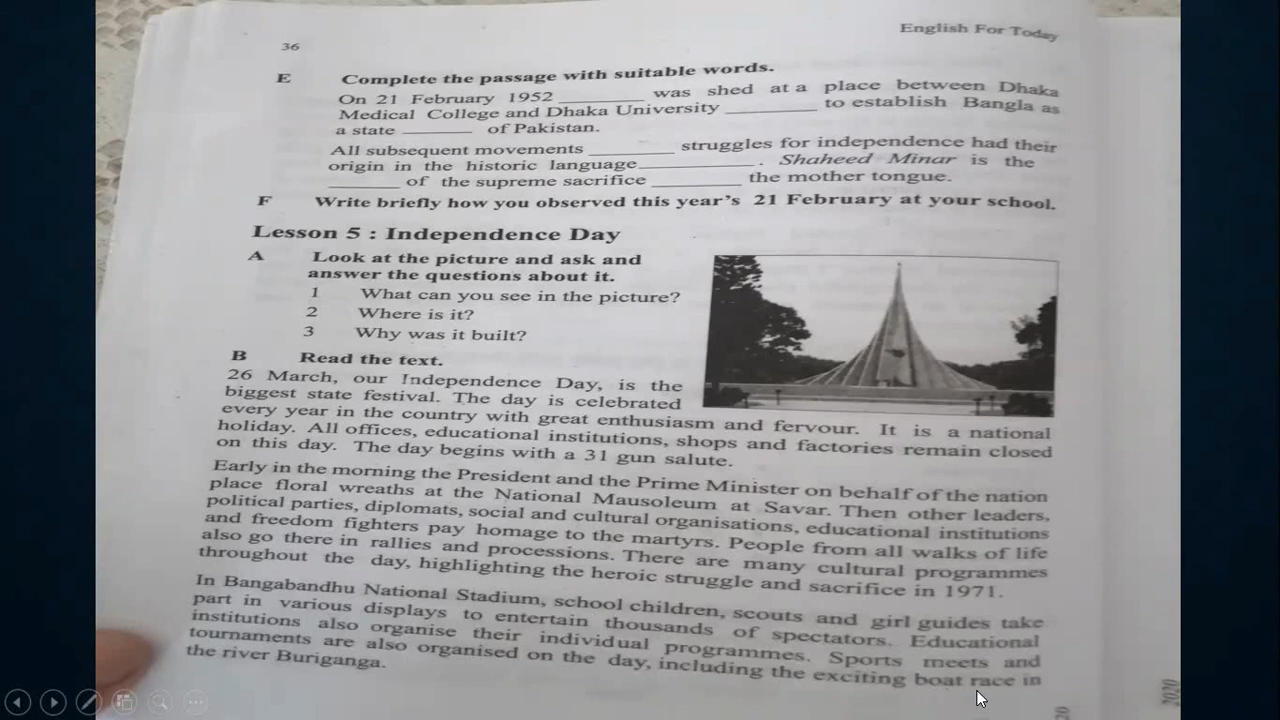 English For Today
36
E Complete the passage with suitable words.
On 21 February 1952 ________ was shed at a place between Dhaka
Medical College and Dhaka University ________ to establish Bangla as
a state ________ of Pakistan.
All subsequent movements ________ struggles for independence had their
origin in the historic language__________. Shaheed Minar is the
_______ of the supreme sacrifice ________ the mother tongue.
F Write briefly how you observed this year's 21 February at your school.
Lesson 5 : Independence Day
A Look at the picture and ask and
answer the questions about it.
1 What can you see in the picture?
2 Where is it?
3 Why was it built?
B Read the text.
26 March, our Independence Day, is the
biggest state festival. The day is celebrated
every year in the country with great enthusiasm and fervour. It is a national
holiday. All offices, educational institutions, shops and factories remain closed
on this day. The day begins with a 31 gun salute.
Early in the morning the President and the Prime Minister on behalf of the nation
place floral wreaths at the National Mausoleum at Savar. Then other leaders,
political parties, diplomats, social and cultural organisations, educational institutions
and freedom fighters pay homage to the martyrs. People from all walks of life
also go there in rallies and processions. There are many cultural programmes
throughout the day, highlighting the heroic struggle and sacrifice in 1971.
In Bangabandhu National Stadium, school children, scouts and girl guides take
part in various displays to entertain thousands of spectators. Educational
institutions also organise their individual programmes. Sports meets and
tournaments are also organised on the day, including the exciting boat race in
the river Buriganga.
2020